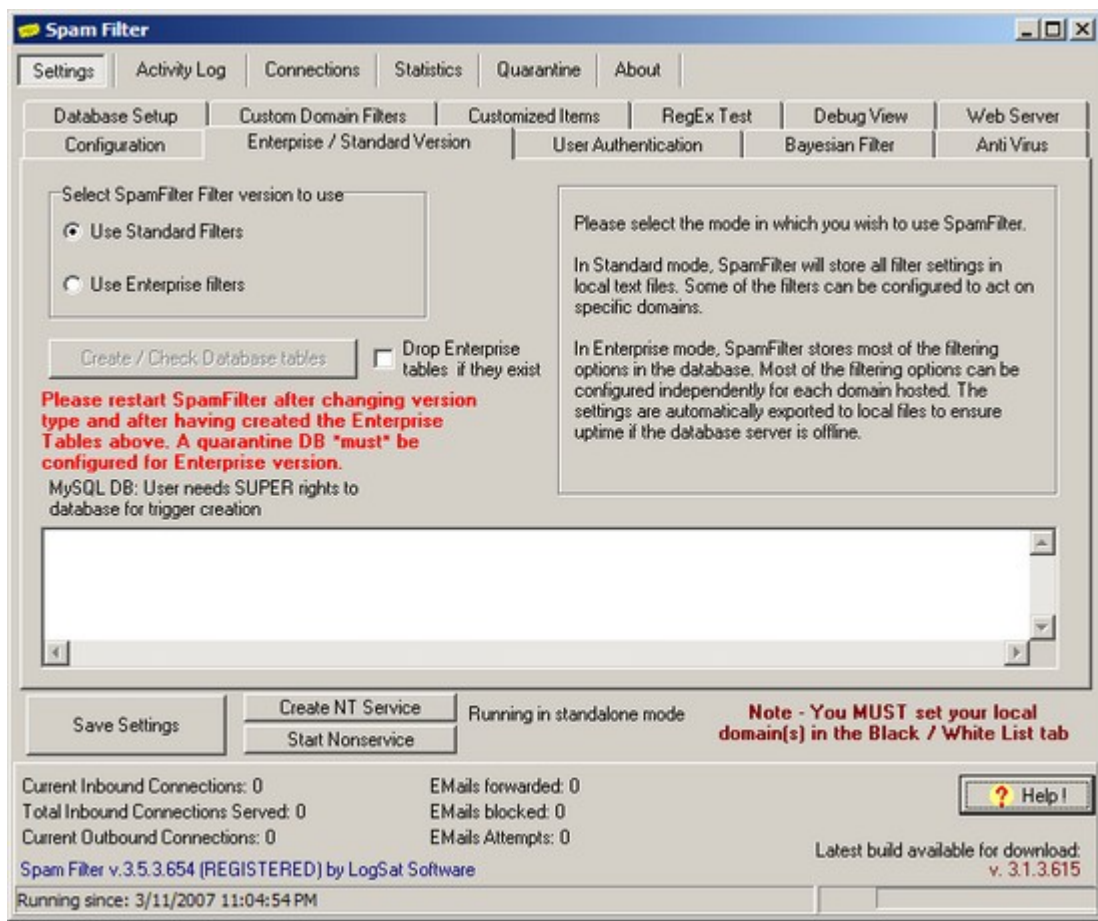 Spam Filter
Settings Activity Log Connections Statistics Quarantine About
Database Setup Custom Domain Filters Customized Items RegEx Test Debug View Web Server
Configuration Enterprise / Standard Version User Authentication Bayesian Filter Anti Virus
Select SpamFilter Filter version to use
Use Standard Filters
Use Enterprise filters
Create / Check Database tables
Drop Enterprise
tables if they exist
Please restart SpamFilter after changing version
type and after having created the Enterprise
Tables above. A quarantine DB *must* be
configured for Enterprise version.
MySQL DB: User needs SUPER rights to
database for trigger creation
Please select the mode in which you wish to use SpamFilter.
In Standard mode, SpamFilter will store all filter settings in
local text files. Some of the filters can be configured to act on
specific domains.
In Enterprise mode, SpamFilter stores most of the filtering
options in the database. Most of the filtering options can be
configured independently for each domain hosted. The
settings are automatically exported to local files to ensure
uptime if the database server is offline.
Save Settings
Create NT Service
Start Nonservice
Running in standalone mode
Note - You MUST set your local
domain(s) in the Black / White List tab
Current Inbound Connections: 0
Total Inbound Connections Served: 0
Current Outbound Connections: 0
EMails forwarded: 0
EMails blocked: 0
EMails Attempts: 0
? Help !
Spam Filter v.3.5.3.654 (REGISTERED) by LogSat Software
Latest build available for download:
v. 3.1.3.615
Running since: 3/11/2007 11:04:54 PM